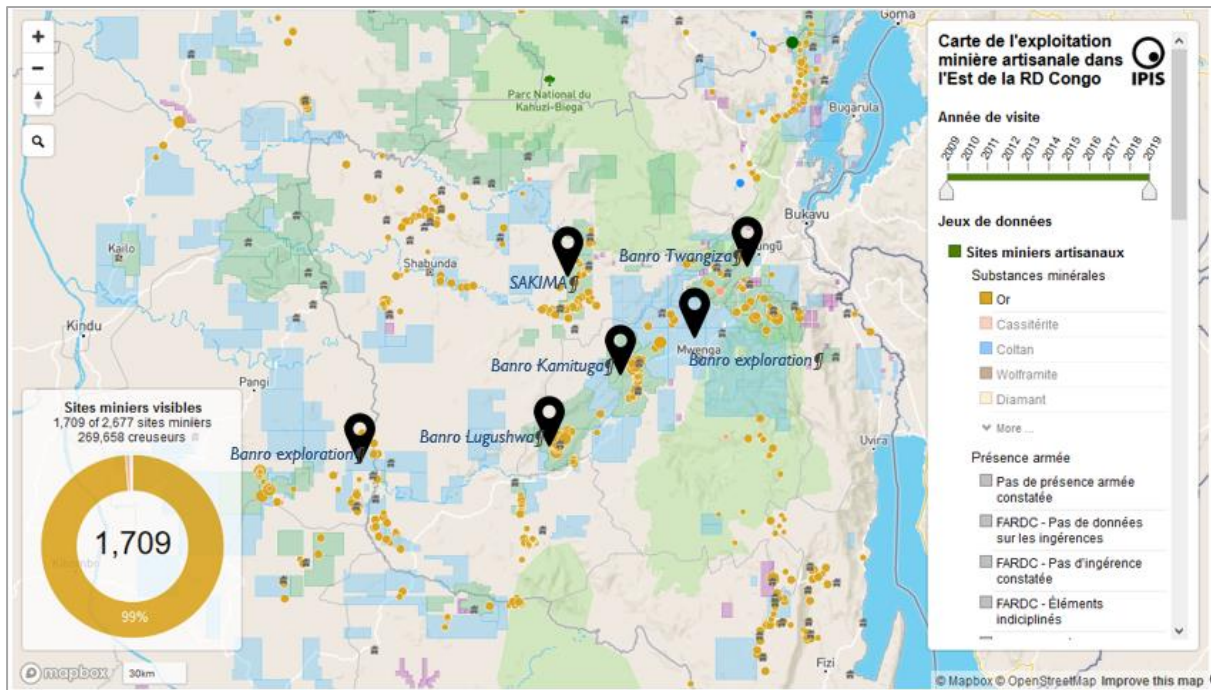 Goma
Parc National du
Kahuzi-Biega
Bugarula
Bukavu
Kailo
Shabunda
Banro Twangiza¶
SAKIMA¶
Kindu
Mwenga
Banro Kamituga¶
Banro exploration¶
Pangi
Banro Lugushwa¶
Banro exploration¶
Uvira
Fizi
Sites miniers visibles
1,709 of 2,677 sites miniers
269,658 creuseurs
1,709
99%
mapbox
30km
Carte de l'exploitation
minière artisanale dans
l'Est de la RD Congo
IPIS
Année de visite
2009 2010 2011 2012 2013 2014 2015 2016 2017 2018 2019
Jeux de données
Sites miniers artisanaux
Substances minérales
Or
Cassitérite
Coltan
Wolframite
Diamant
More ...
Présence armée
Pas de présence armée
constatée
FARDC - Pas de données
sur les ingérences
FARDC - Pas d'ingérence
constatée
FARDC - Éléments
indiciplinés
© Mapbox © OpenStreetMap Improve this map